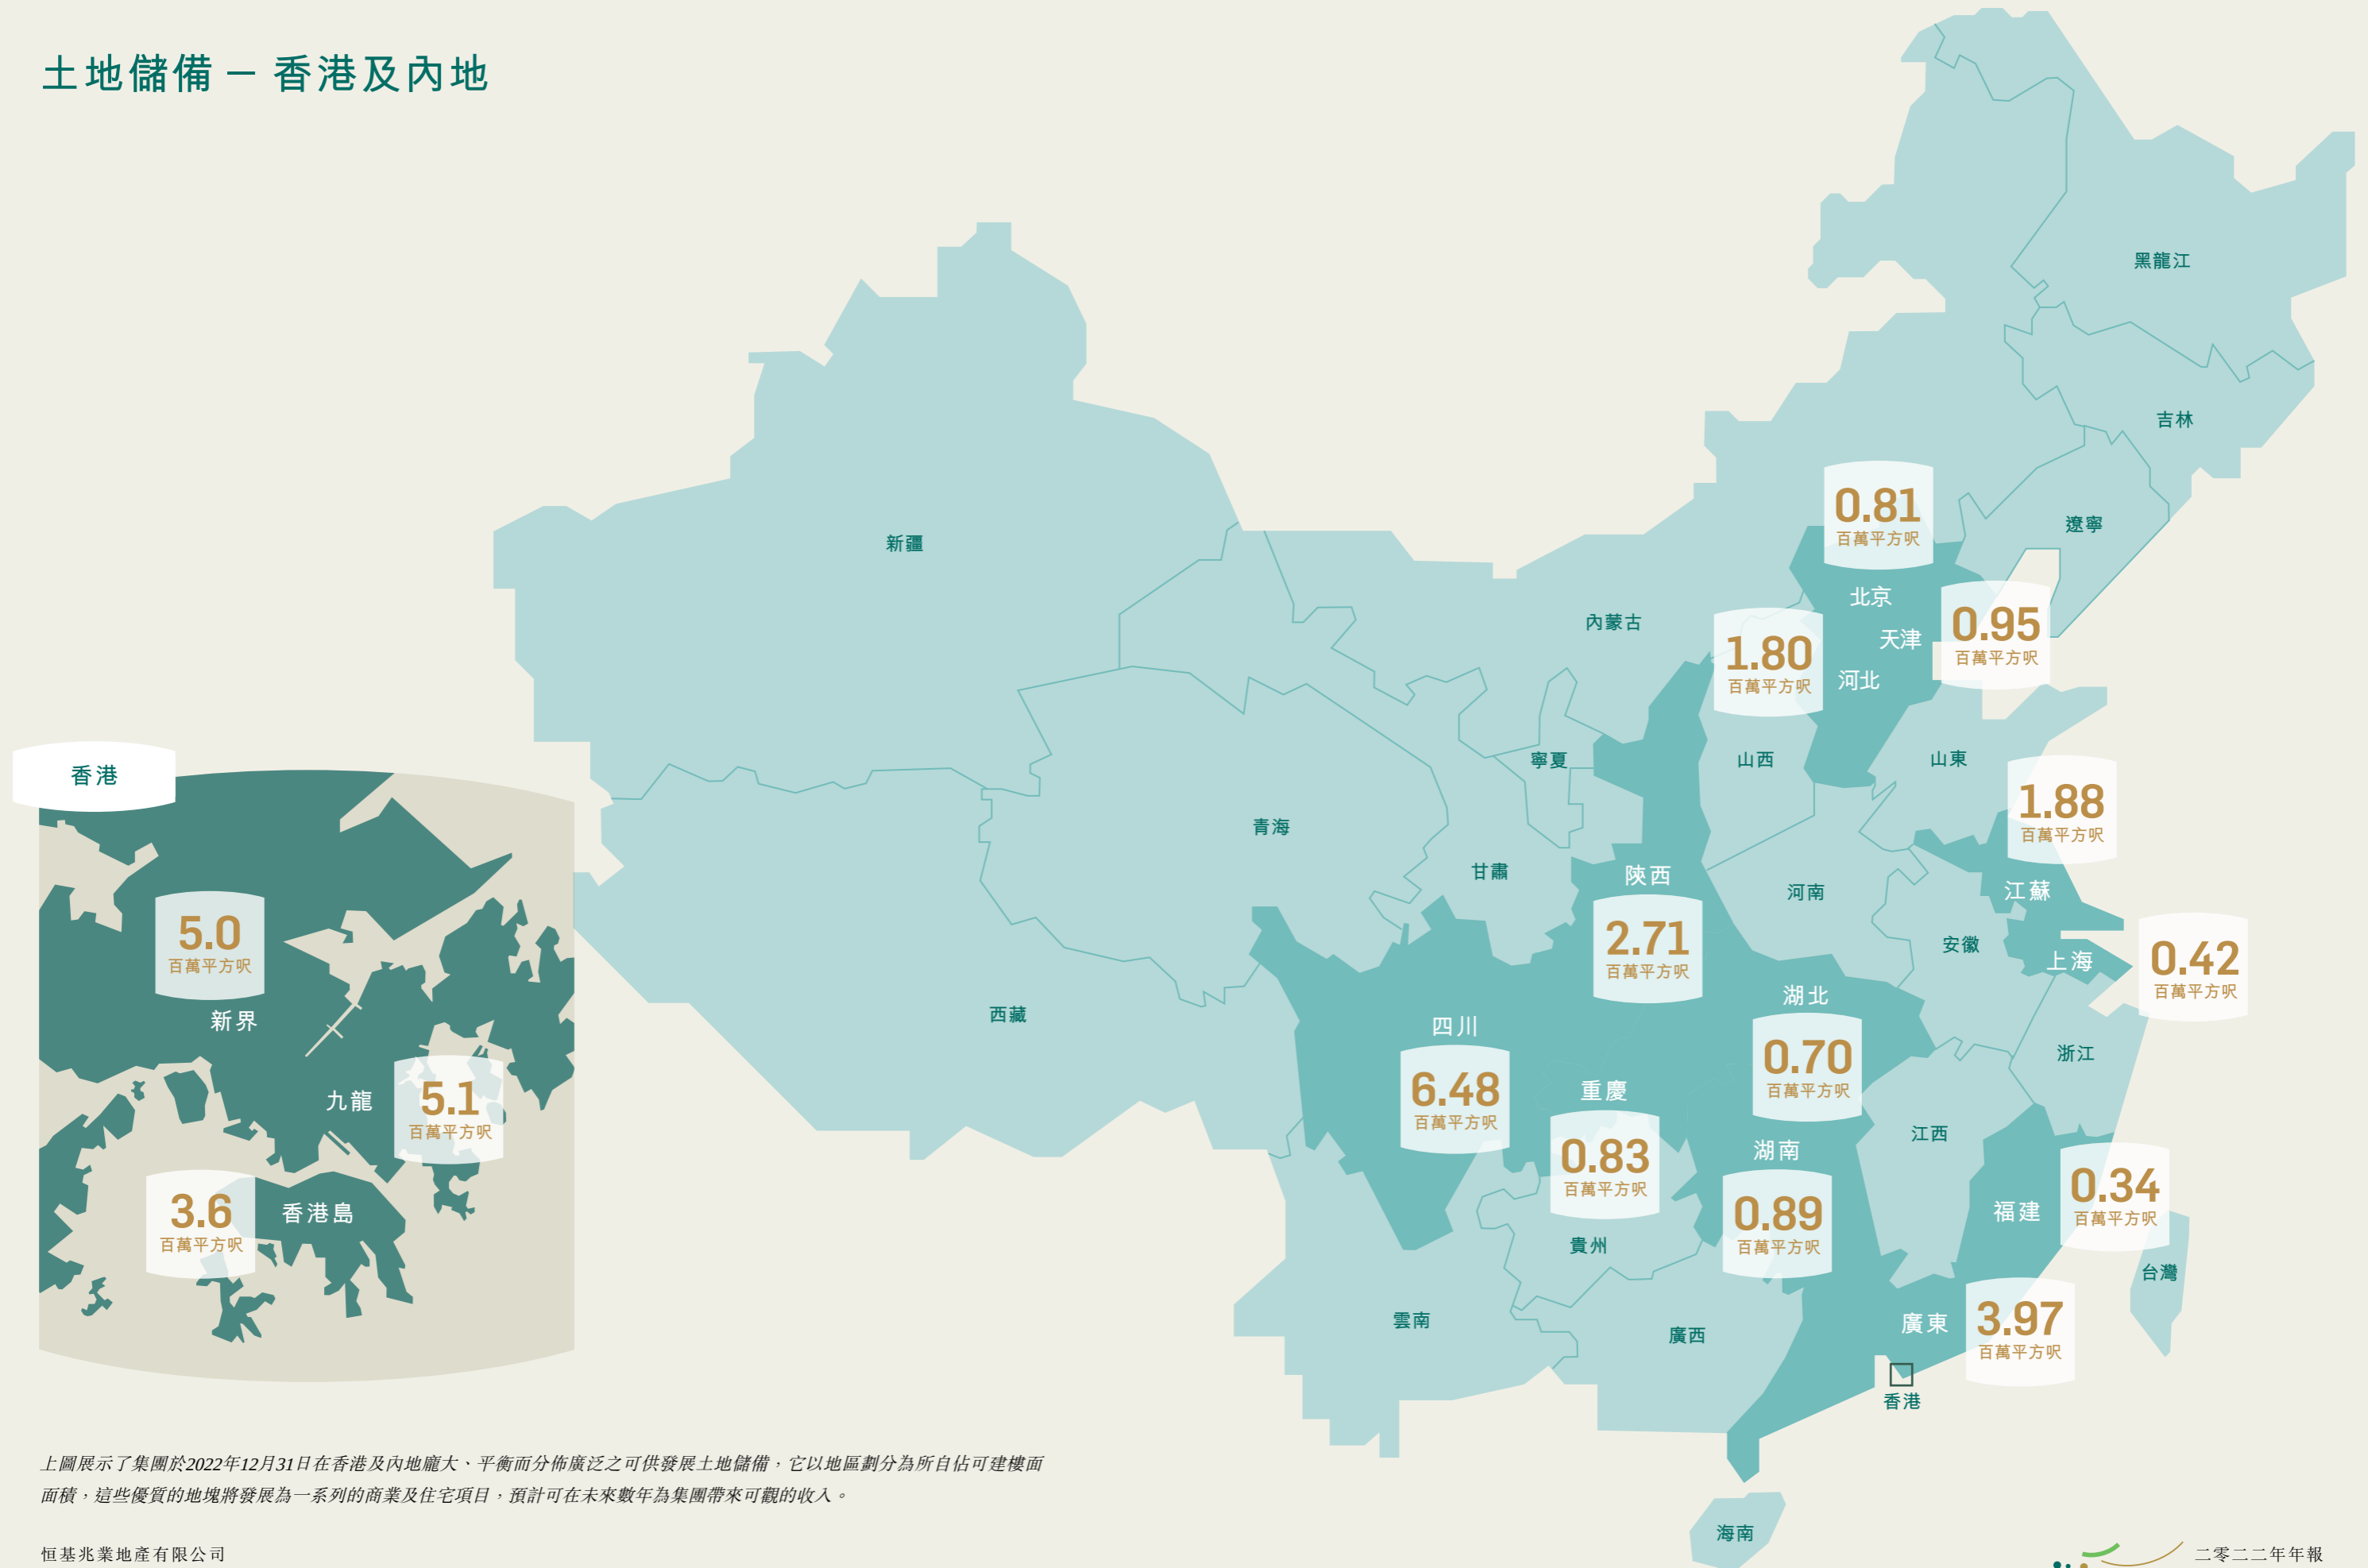 土地儲備 — 香港及內地
黑龍江
吉林
遼寧
新疆
內蒙古
0.81
百萬平方呎
北京
天津
0.95
百萬平方呎
1.80
百萬平方呎
河北
寧夏
山西
山東
青海
甘肅
陝西
2.71
百萬平方呎
河南
1.88
百萬平方呎
江蘇
安徽
上海
0.42
百萬平方呎
西藏
四川
6.48
百萬平方呎
重慶
0.83
百萬平方呎
湖北
0.70
百萬平方呎
浙江
湖南
0.89
百萬平方呎
江西
福建
0.34
百萬平方呎
貴州
台灣
雲南
廣西
廣東
3.97
百萬平方呎
香港
海南
香港
5.0
百萬平方呎
新界
九龍
5.1
百萬平方呎
3.6
百萬平方呎
香港島
上圖展示了集團於2022年12月31日在香港及內地龐大、平衡而分佈廣泛之可供發展土地儲備，它以地區劃分為所自佔可建樓面
面積，這些優質的地塊將發展為一系列的商業及住宅項目，預計可在未來數年為集團帶來可觀的收入。
恒基兆業地產有限公司
二零二二年年報